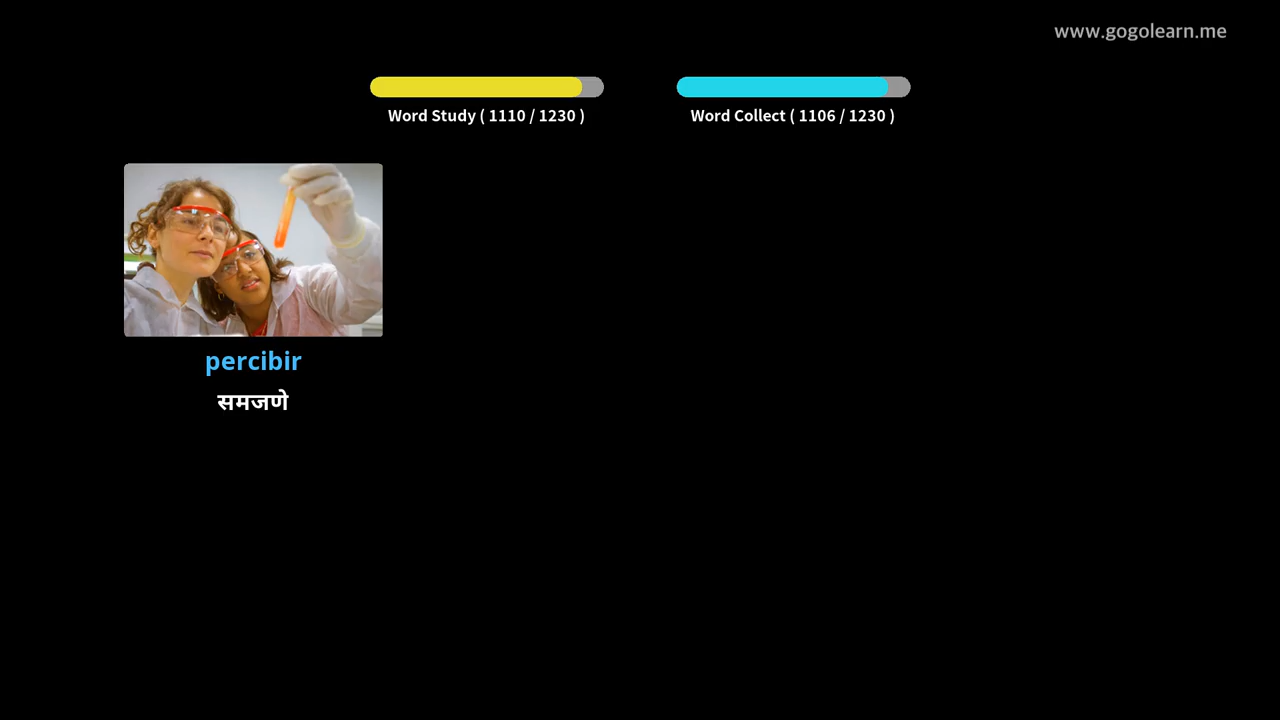 www.gogolearn.me
Word Study ( 1110 / 1230 )
Word Collect ( 1106 / 1230 )
percibir
समजणे